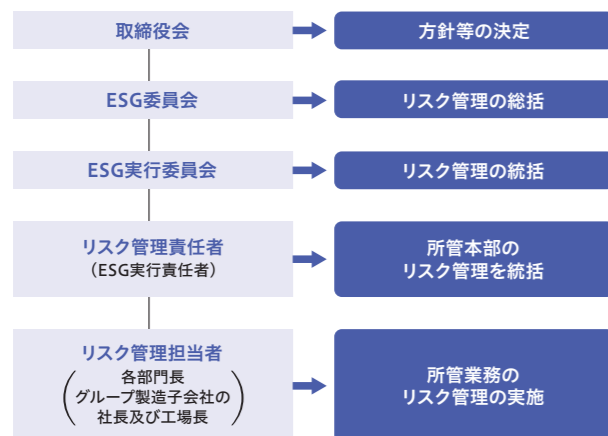 取締役会
方針等の決定
ESG委員会
リスク管理の総括
ESG実行委員会
リスク管理の統括
リスク管理責任者
（ESG実行責任者）
所管本部の
リスク管理を統括
リスク管理担当者
各部門長
グループ製造子会社の
社長及び工場長
所管業務の
リスク管理の実施